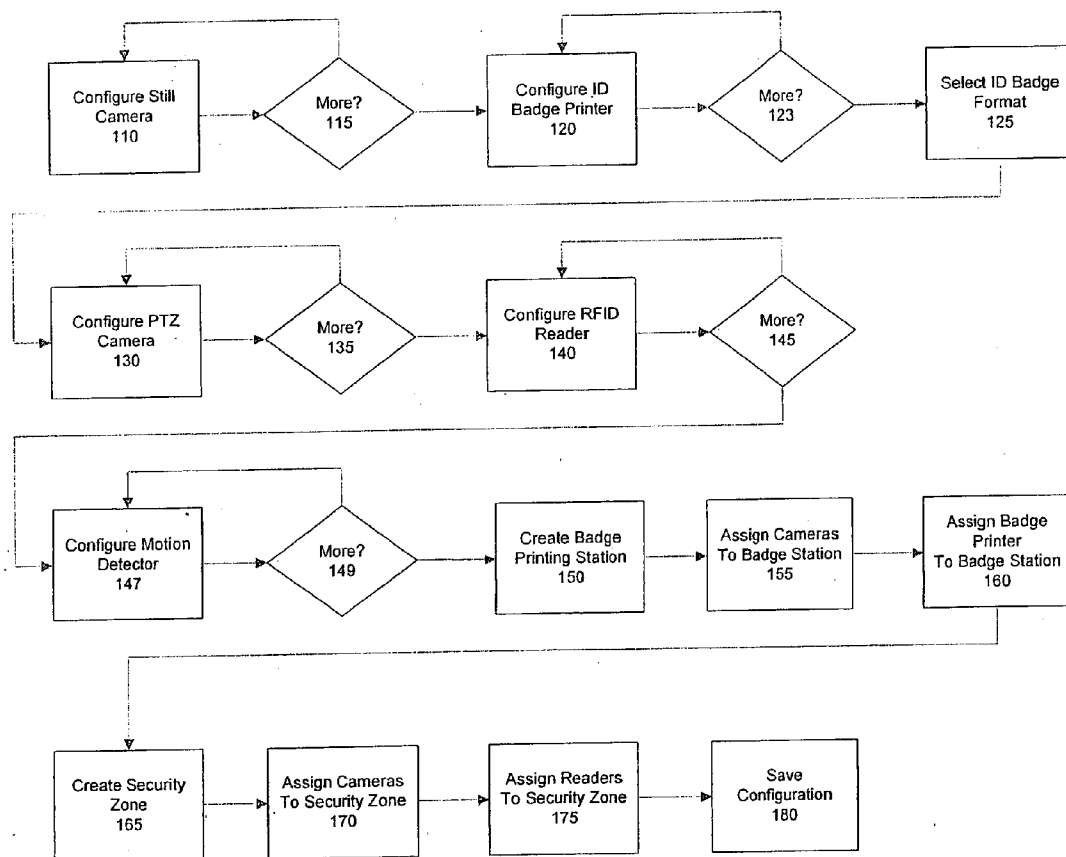 Configure Still
Camera
110
More?
115
Configure ID
Badge Printer
120
More?
123
Select ID Badge
Format
125
Configure PTZ
Camera
130
More?
135
Configure RFID
Reader
140
More?
145
Configure Motion
Detector
147
More?
149
Create Badge
Printing Station
150
Assign Cameras
To Badge Station
155
Assign Badge
Printer
To Badge Station
160
Create Security
Zone
165
Assign Cameras
To Security Zone
170
Assign Readers
To Security Zone
175
Save
Configuration
180